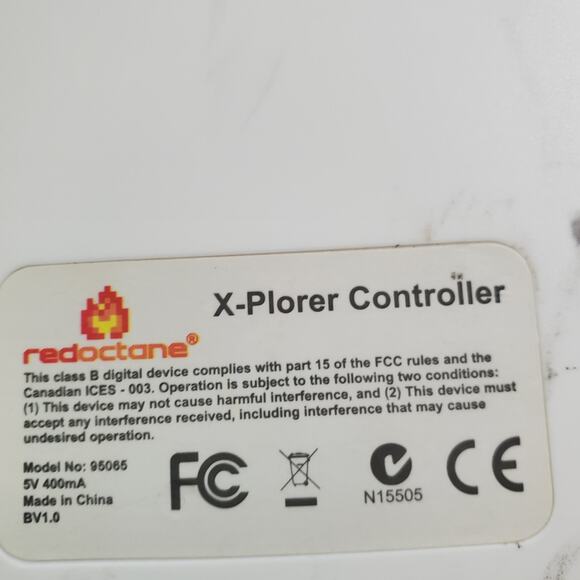 X-Plorer Controller
redoctane®
This class B digital device complies with part 15 of the FCC rules and the
Canadian ICES - 003. Operation is subject to the following two conditions:
(1) This device may not cause harmful interference, and (2) This device must
accept any interference received, including interference that may cause
undesired operation.
Model No: 95065
5V 400mA
Made in China
BV1.0
FC
N15505
CE